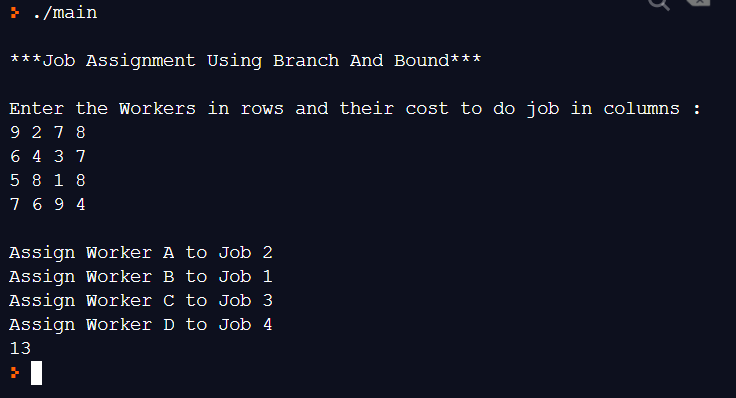 ./main
***Job Assignment Using Branch And Bound***
Enter the Workers in rows and their cost to do job in columns :
9 2 7 8
6 4 3 7
5 8 1 8
7 6 9 4
Assign Worker A to Job 2
Assign Worker B to Job 1
Assign Worker C to Job 3
Assign Worker D to Job 4
13